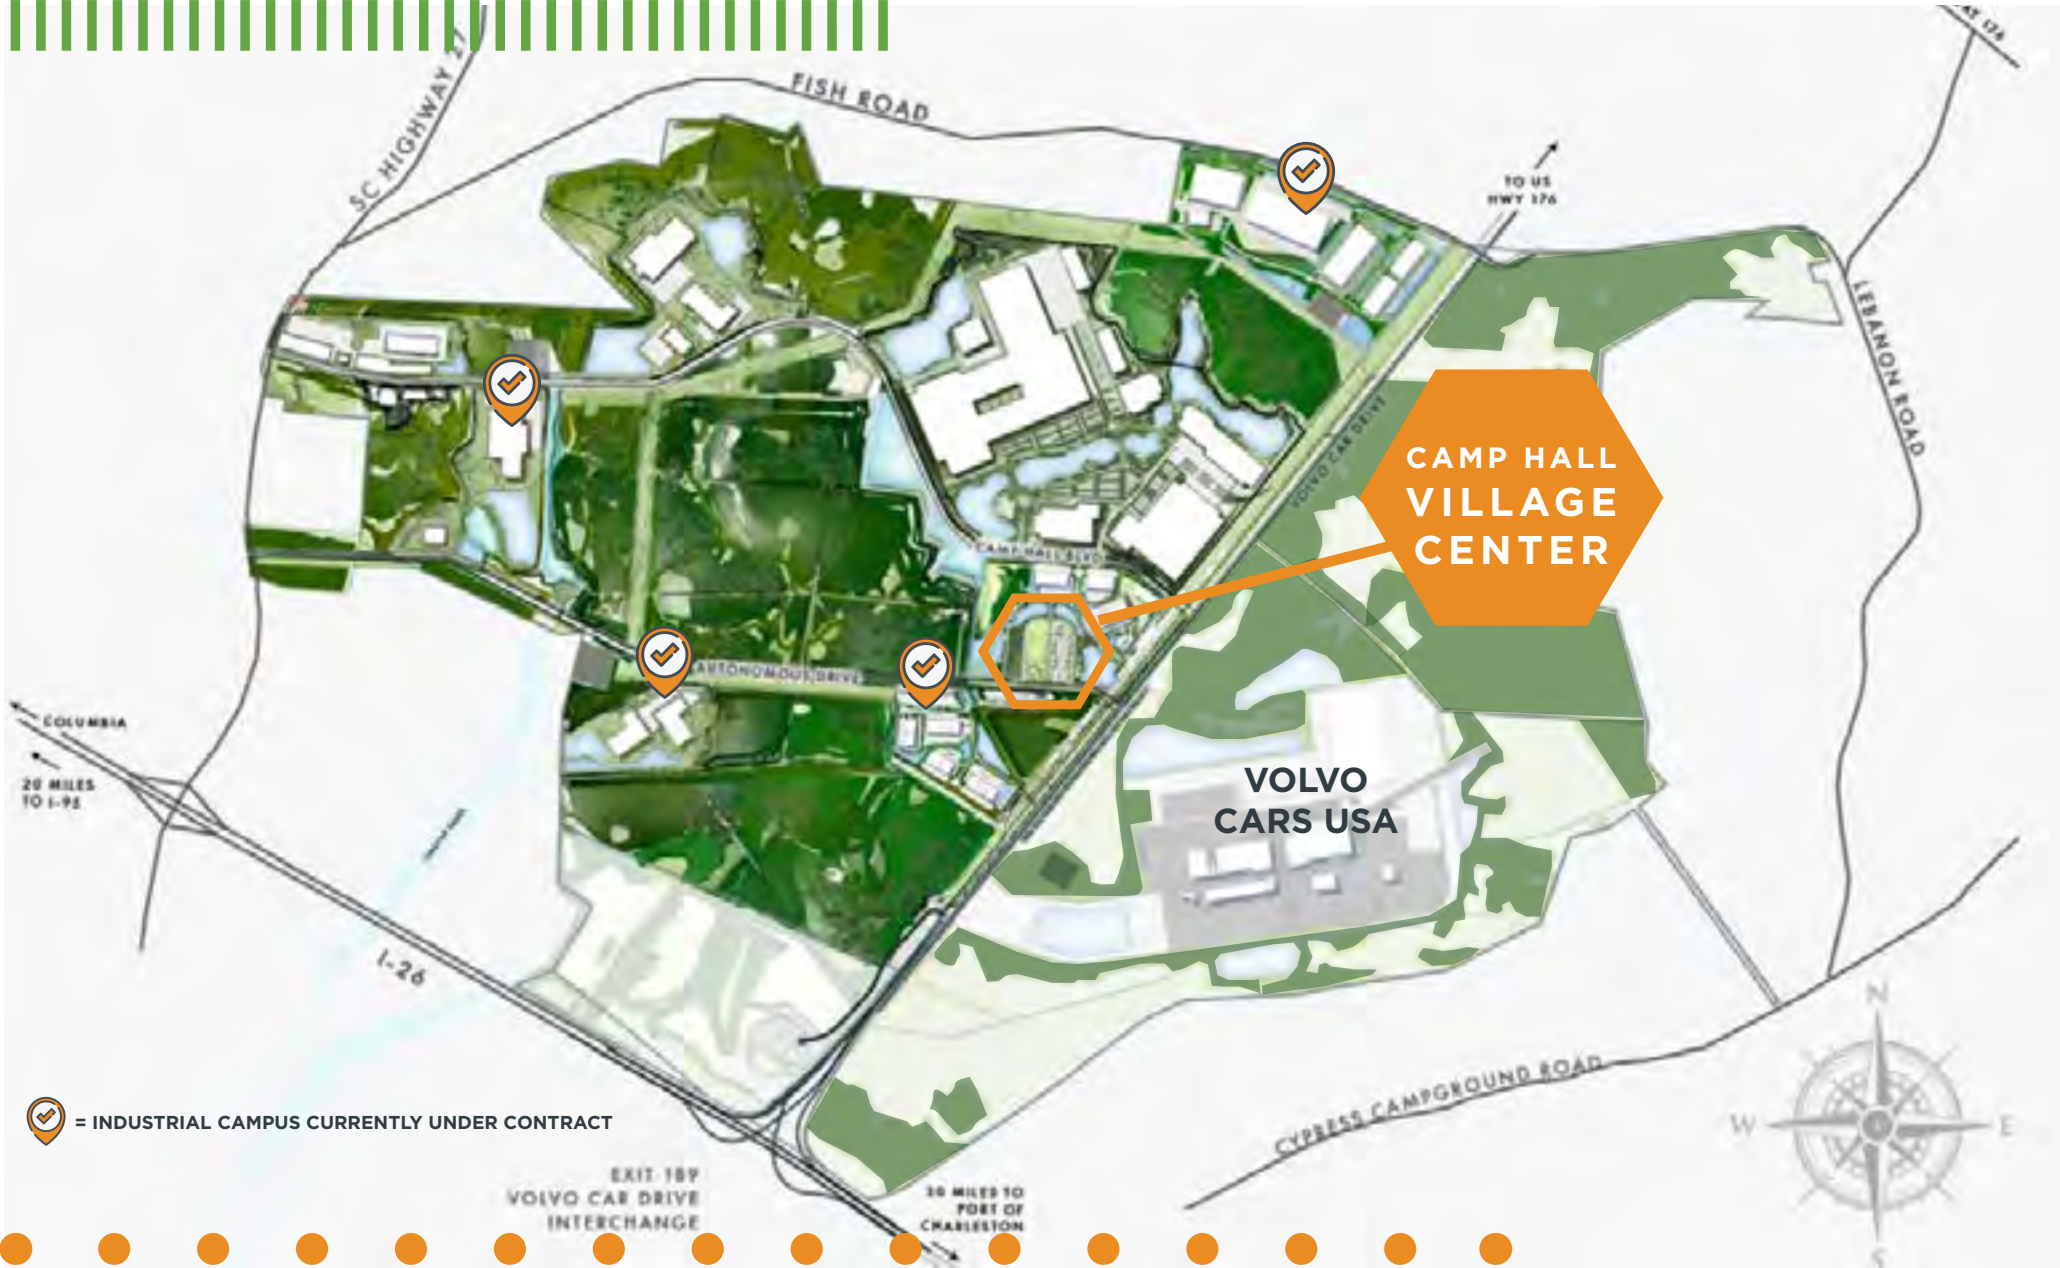 SC HIGHWAY 27
FISH ROAD
TO US
HWY 176
LEBANON ROAD
VOLVO CAR DRIVE
CAMP HALL
VILLAGE
CENTER
CAMP HALL BLVD
AUTONOMOUS DRIVE
COLUMBIA
20 MILES
TO I-95
VOLVO
CARS USA
I-26
N
W
E
S
CYPRESS CAMPGROUND ROAD
= INDUSTRIAL CAMPUS CURRENTLY UNDER CONTRACT
EXIT 189
VOLVO CAR DRIVE
INTERCHANGE
30 MILES TO
PORT OF
CHARLESTON